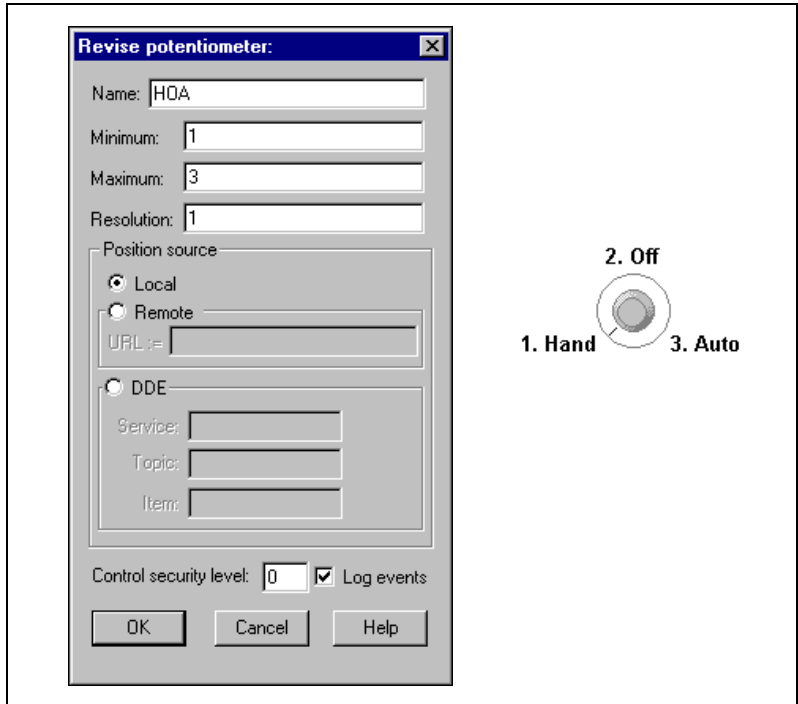 Revise potentiometer:
Name: HOA
Minimum: 1
Maximum: 3
Resolution: 1
Position source
Local
Remote
URL :=
DDE
Service:
Topic:
Item:
Control security level: 0 Log events
OK Cancel Help
2. Off
1. Hand 3. Auto